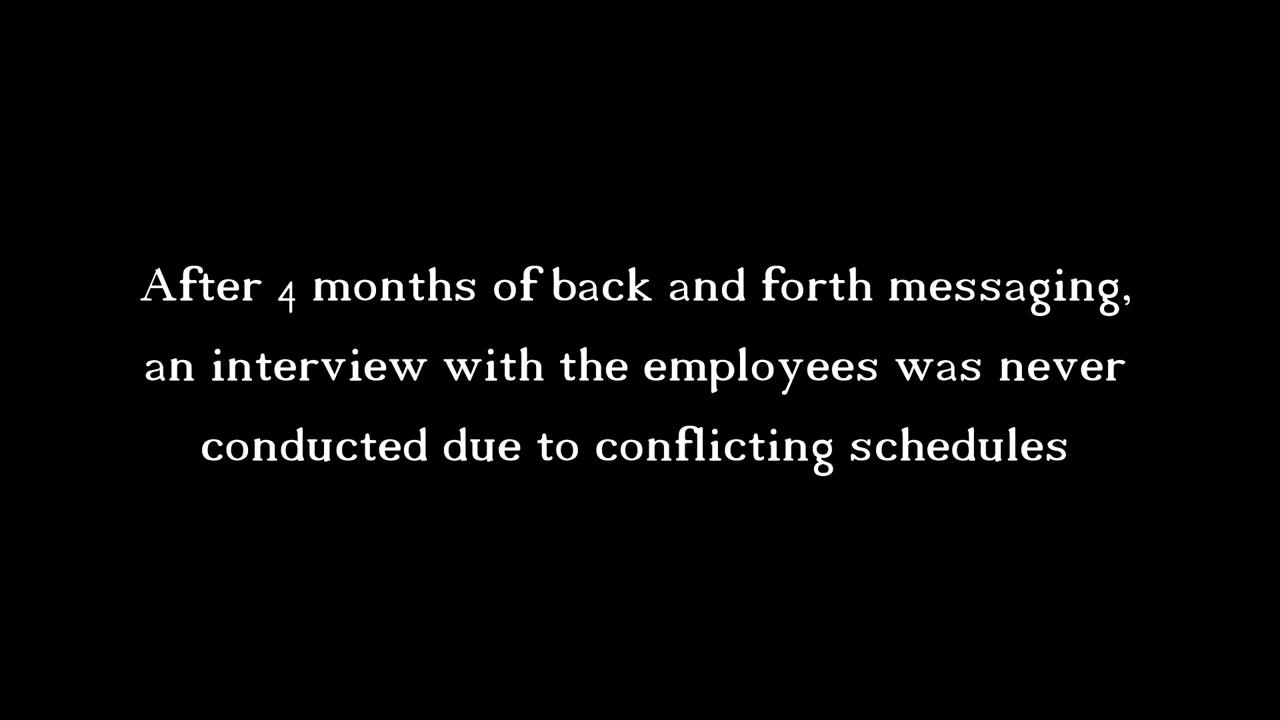 After 4 months of back and forth messaging,
an interview with the employees was never
conducted due to conflicting schedules